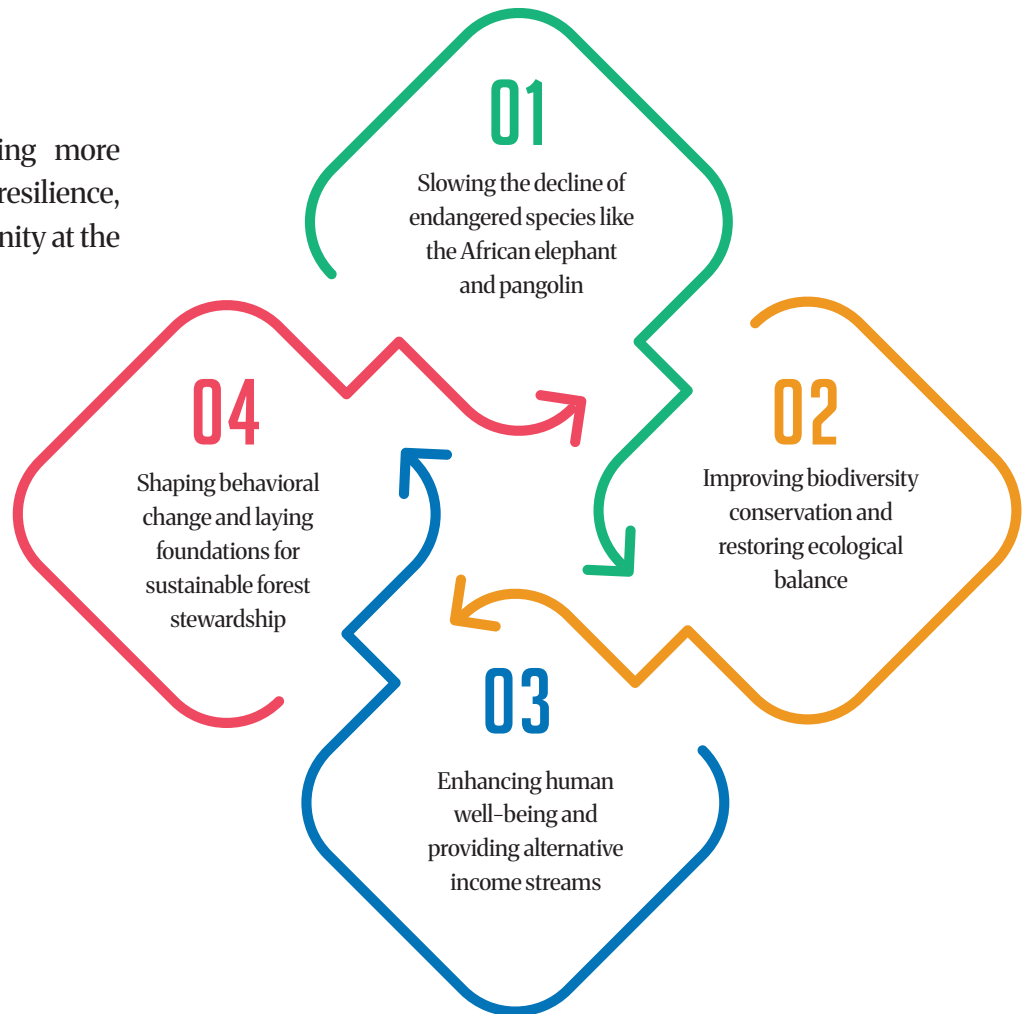 more
resilience,
at the
01
Slowing the decline of
endangered species like
the African elephant
and pangolin
02
Improving biodiversity
conservation and
restoring ecological
balance
03
Enhancing human
well-being and
providing alternative
income streams
04
Shaping behavioral
change and laying
foundations for
sustainable forest
stewardship